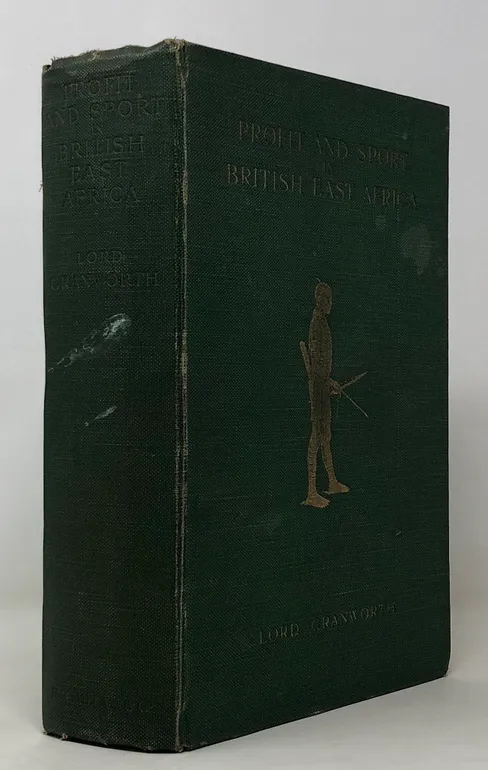 PROFIT
AND SPORT
IN
BRITISH
EAST
AFRICA
LORD
CRANWORTH
PROFIT AND SPORT
IN
BRITISH EAST AFRICA
LORD CRANWORTH